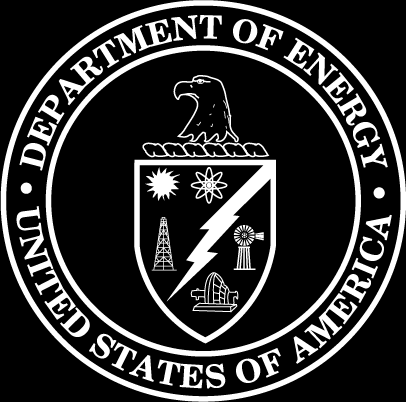 DEPARTMENT OF ENERGY
UNITED STATES OF AMERICA